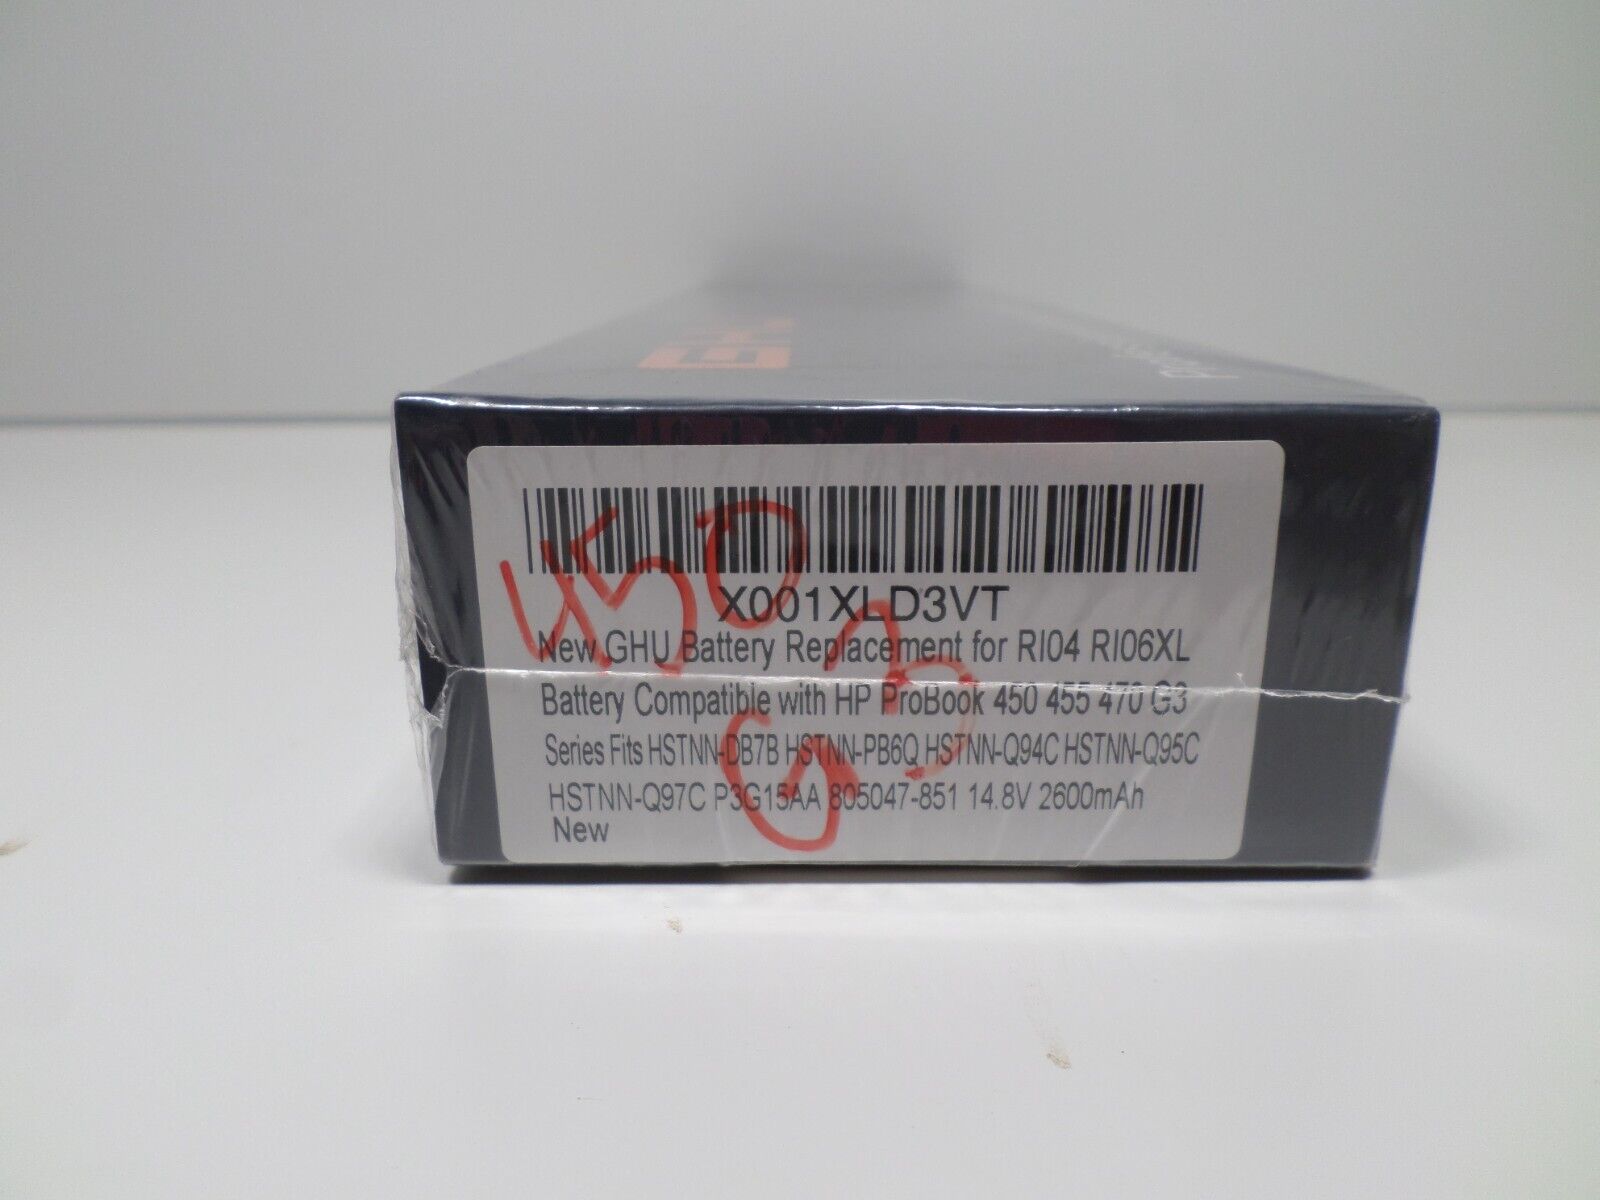 X001XLD3VT
New GHU Battery Replacement for RI04 RI06XL
Battery Compatible with HP ProBook 450 455 470 G3
Series Fits HSTNN-DB7B HSTNN-PB6Q HSTNN-Q94C HSTNN-Q95C
HSTNN-Q97C P3G15AA 805047-851 14.8V 2600mAh
New
450
G3